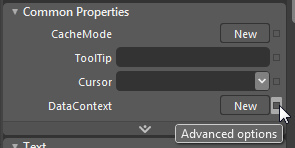 Common Properties
CacheMode New
ToolTip
Cursor
DataContext New
Advanced options
Text